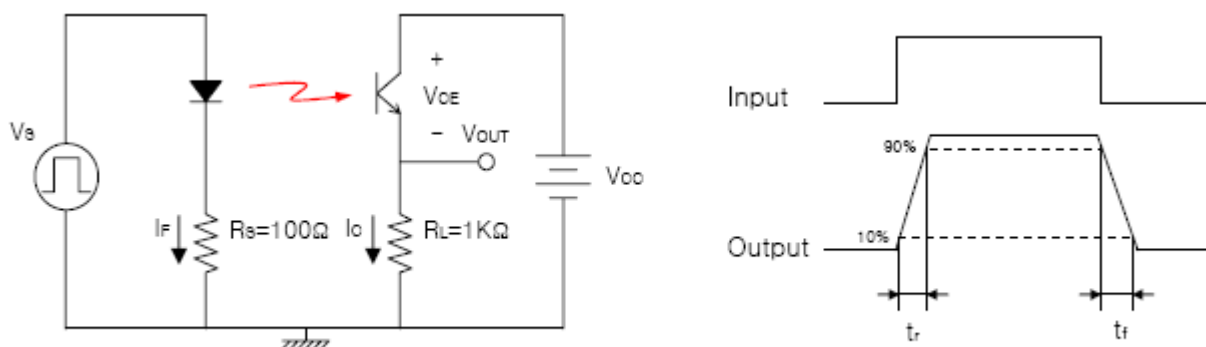 +
VCE
−
VS
VOUT
VCC
IF
RS=100Ω
IC
RL=1KΩ
Input
90%
10%
Output
tr
tf